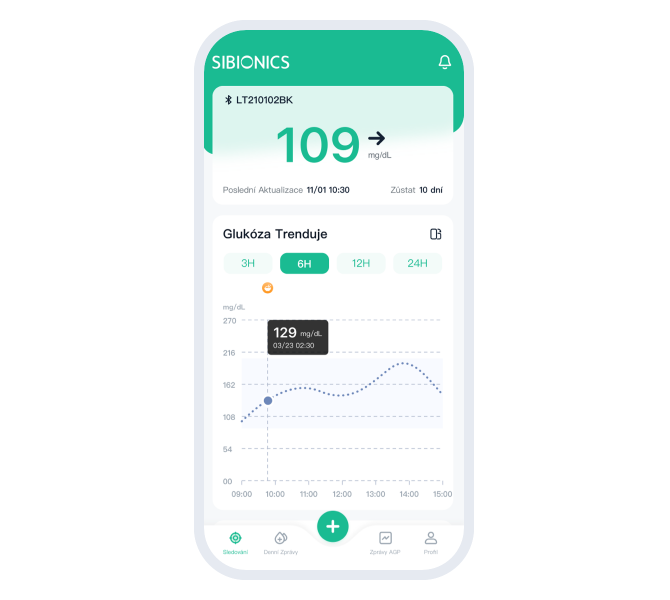 SIBIONICS
LT210102BK
109
mg/dL
Poslední Aktualizace 11/01 10:30 Zůstat 10 dní
Glukóza Trenduje
3H 6H 12H 24H
mg/dL
270
129 mg/dL
03/23 02:30
216
162
108
54
00
09:00 10:00 11:00 12:00 13:00 14:00 15:00
Sledování Denní Zprávy Zprávy AGP Profil